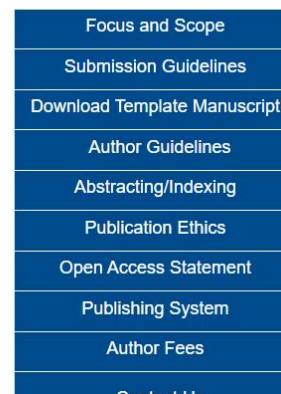 Focus and Scope
Submission Guidelines
Download Template Manuscript
Author Guidelines
Abstracting/Indexing
Publication Ethics
Open Access Statement
Publishing System
Author Fees